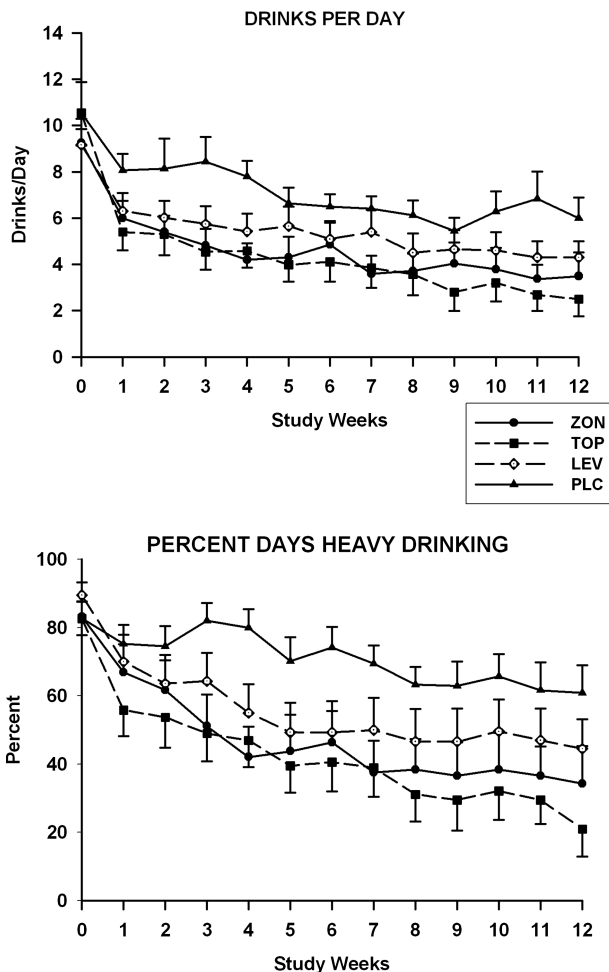 DRINKS PER DAY
14
12
10
8
6
4
2
0
Drinks/Day
0 1 2 3 4 5 6 7 8 9 10 11 12
Study Weeks
ZON
TOP
LEV
PLC
PERCENT DAYS HEAVY DRINKING
100
80
60
40
20
0
Percent
0 1 2 3 4 5 6 7 8 9 10 11 12
Study Weeks